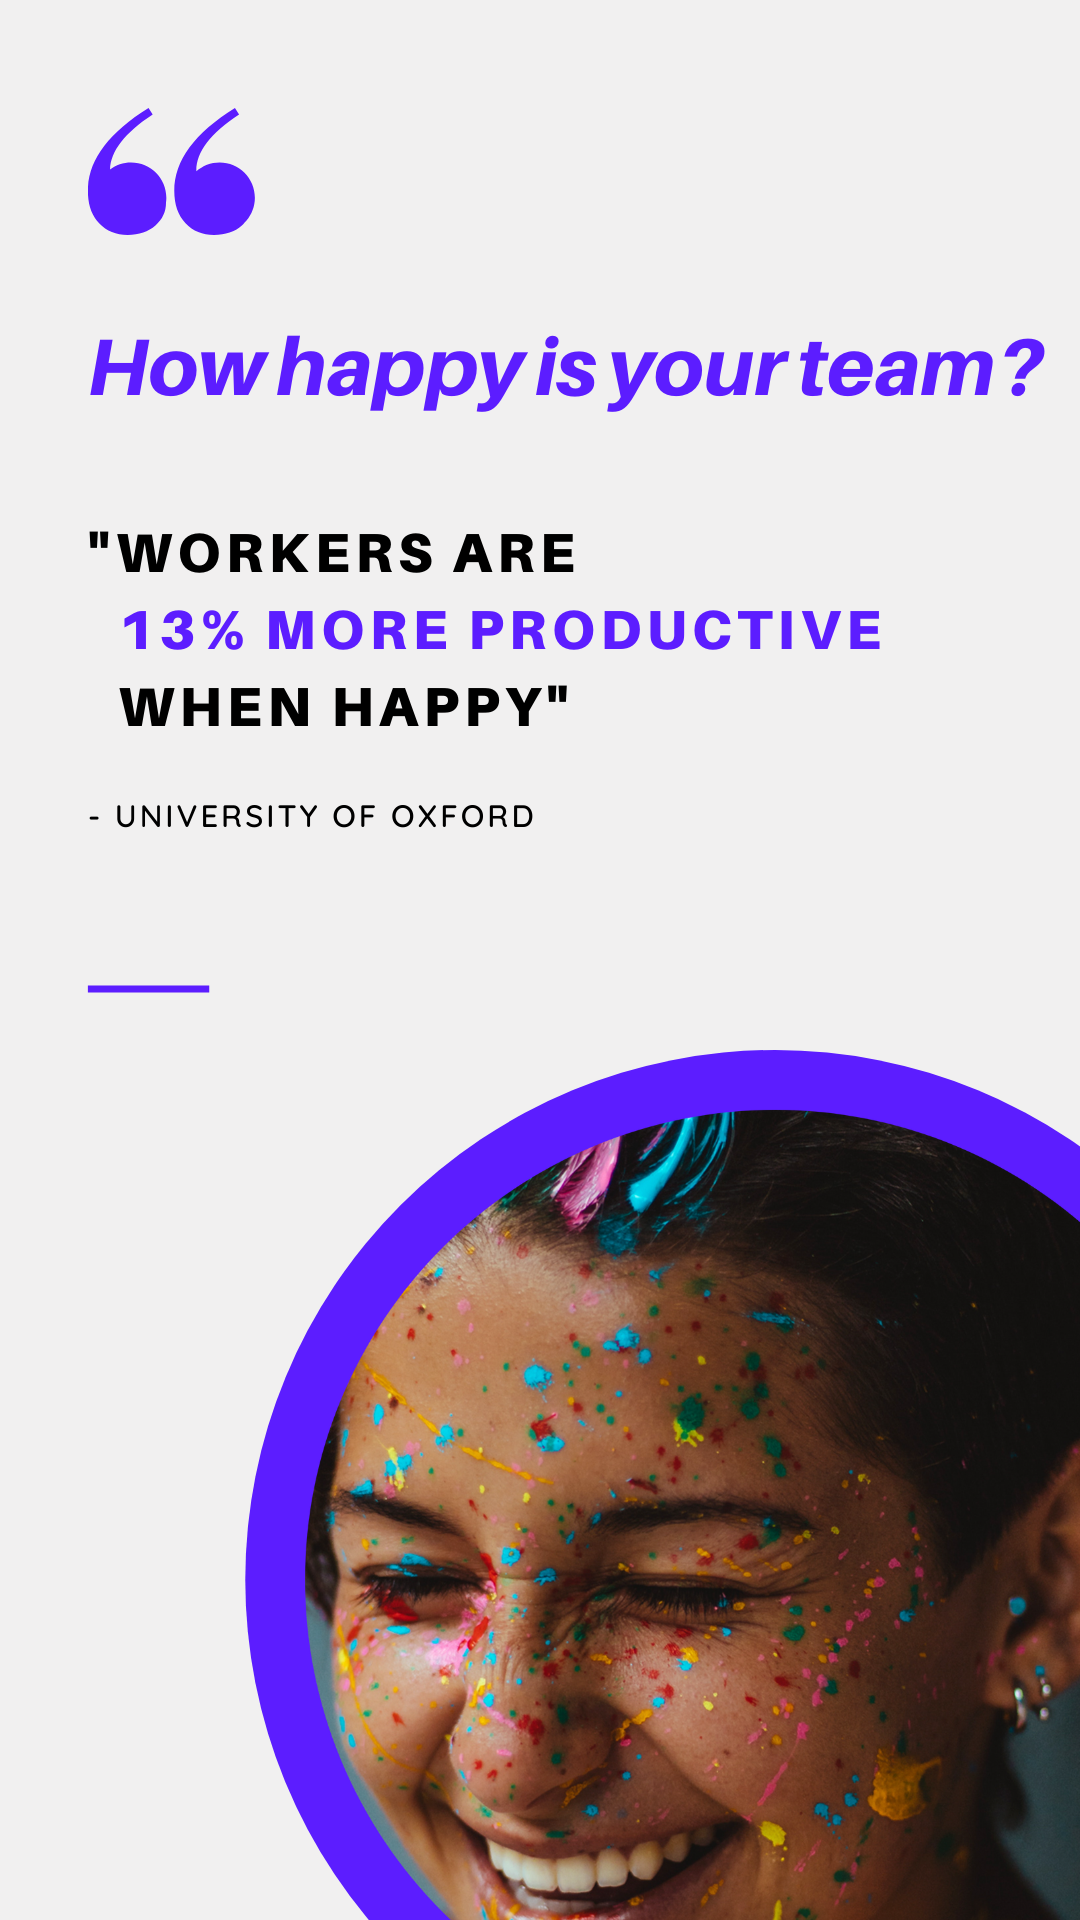 “
How happy is your team?
"WORKERS ARE
13% MORE PRODUCTIVE
WHEN HAPPY"
- UNIVERSITY OF OXFORD